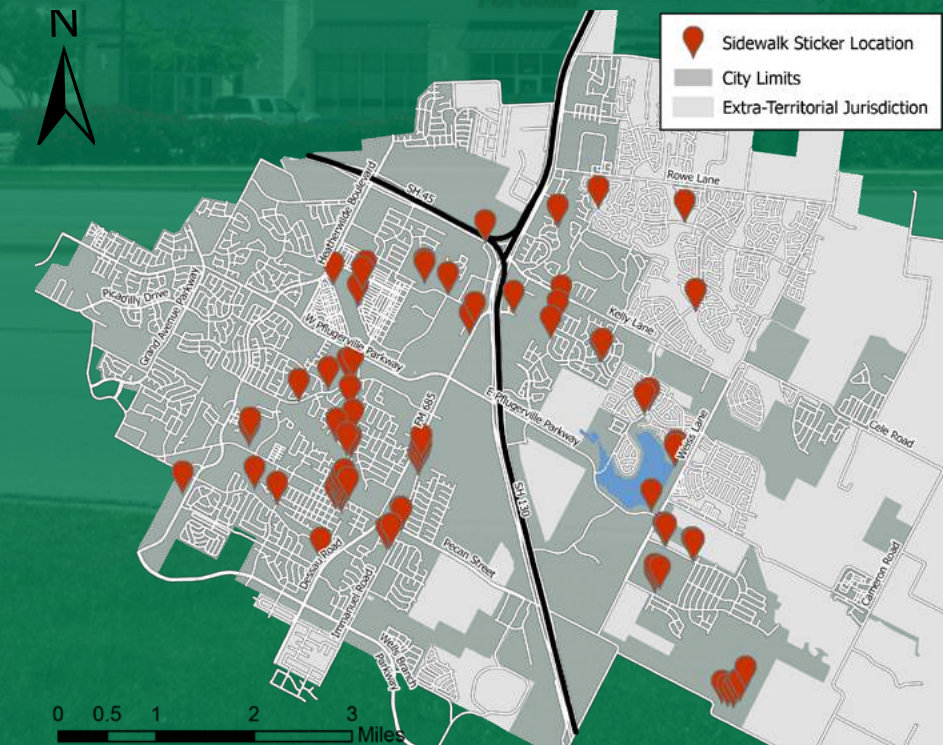 N
Sidewalk Sticker Location
City Limits
Extra-Territorial Jurisdiction
Rowe Lane
SH 45
Heatherwilde Boulevard
Picadilly Drive
Grand Avenue Parkway
W Pflugerville Parkway
Kelly Lane
E Pflugerville Parkway
FM 685
Weiss Lane
Cele Road
SH 130
Pecan Street
Dessau Road
Immanuel Road
Cameron Road
Wells Branch
Parkway
0 0.5 1 2 3
Miles